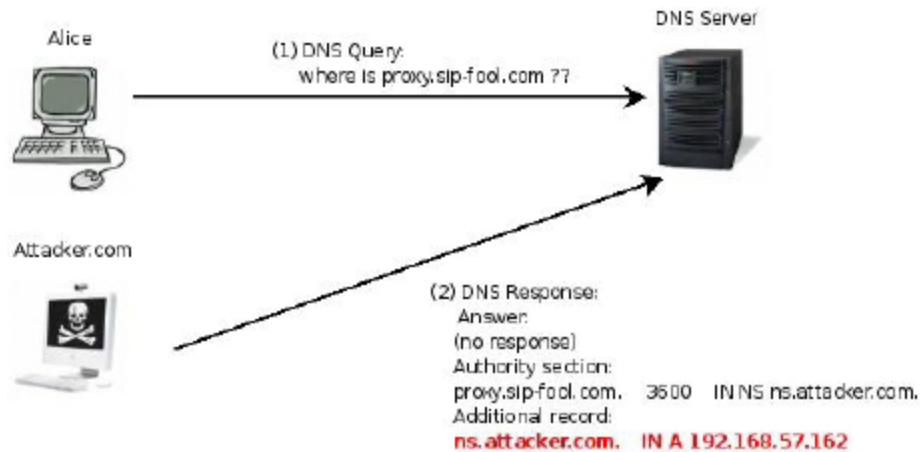 DNS Server
Alice
(1) DNS Query:
where is proxy.sip-fool.com ??
Attacker.com
(2) DNS Response:
Answer:
(no response)
Authority section:
proxy.sip-fool.com. 3600 IN NS ns.attacker.com.
Additional record:
ns.attacker.com. IN A 192.168.57.162